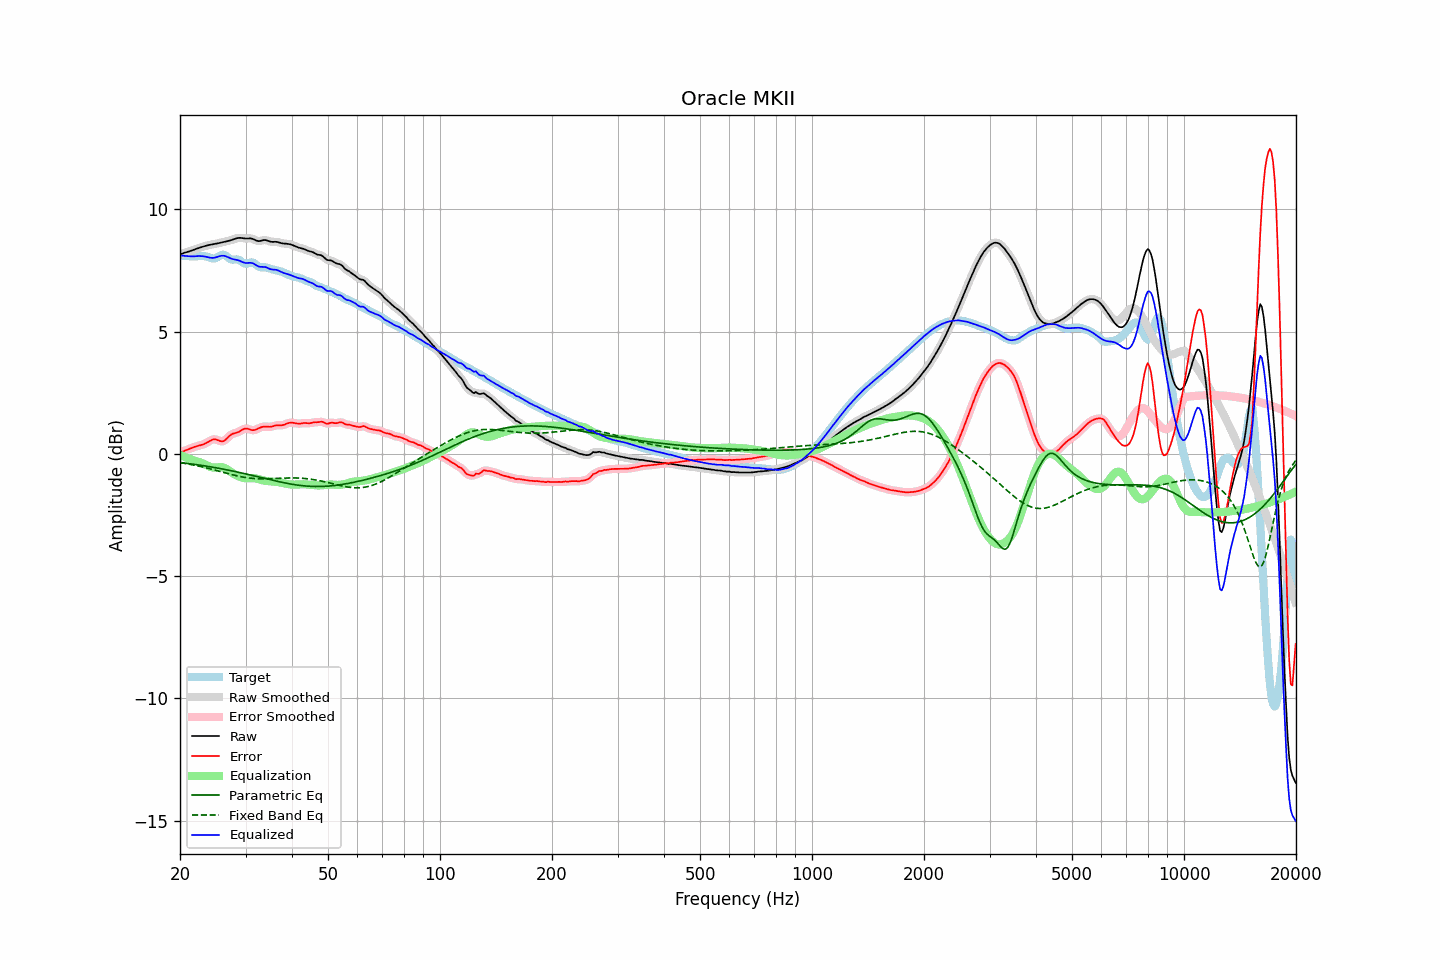 Oracle MKII
Amplitude (dBr)
10
5
0
−5
−10
−15
Target
Raw Smoothed
Error Smoothed
Raw
Error
Equalization
Parametric Eq
Fixed Band Eq
Equalized
20 50 100 200 500 1000 2000 5000 10000 20000
Frequency (Hz)